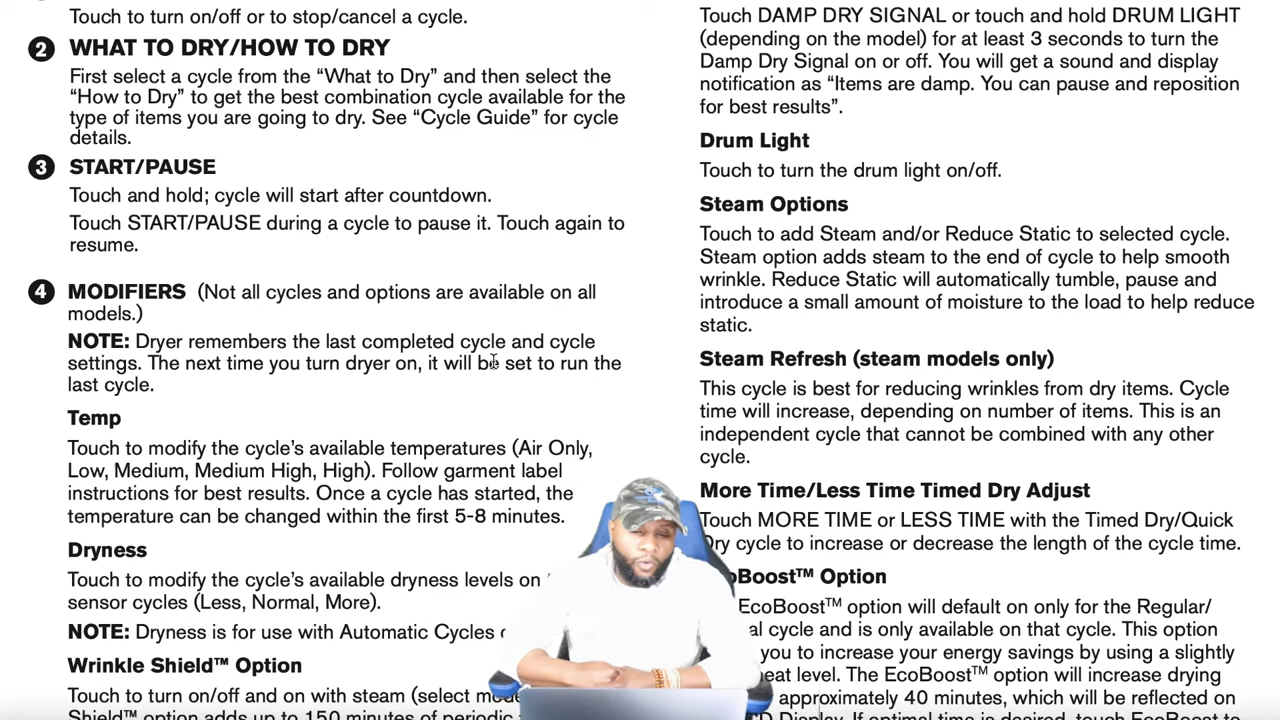 Touch to turn on/off or to stop/cancel a cycle.
2 WHAT TO DRY/HOW TO DRY
First select a cycle from the “What to Dry” and then select the
“How to Dry” to get the best combination cycle available for the
type of items you are going to dry. See “Cycle Guide” for cycle
details.
3 START/PAUSE
Touch and hold; cycle will start after countdown.
Touch START/PAUSE during a cycle to pause it. Touch again to
resume.
4 MODIFIERS (Not all cycles and options are available on all
models.)
NOTE: Dryer remembers the last completed cycle and cycle
settings. The next time you turn dryer on, it will be set to run the
last cycle.
Temp
Touch to modify the cycle’s available temperatures (Air Only,
Low, Medium, Medium High, High). Follow garment label
instructions for best results. Once a cycle has started, the
temperature can be changed within the first 5-8 minutes.
Dryness
Touch to modify the cycle’s available dryness levels on
sensor cycles (Less, Normal, More).
NOTE: Dryness is for use with Automatic Cycles
Wrinkle Shield™ Option
Touch to turn on/off and on with steam (select
Shield™ option adds up to 150 minutes of periodic
Touch DAMP DRY SIGNAL or touch and hold DRUM LIGHT
(depending on the model) for at least 3 seconds to turn the
Damp Dry Signal on or off. You will get a sound and display
notification as “Items are damp. You can pause and reposition
for best results”.
Drum Light
Touch to turn the drum light on/off.
Steam Options
Touch to add Steam and/or Reduce Static to selected cycle.
Steam option adds steam to the end of cycle to help smooth
wrinkle. Reduce Static will automatically tumble, pause and
introduce a small amount of moisture to the load to help reduce
static.
Steam Refresh (steam models only)
This cycle is best for reducing wrinkles from dry items. Cycle
time will increase, depending on number of items. This is an
independent cycle that cannot be combined with any other
cycle.
More Time/Less Time Timed Dry Adjust
Touch MORE TIME or LESS TIME with the Timed Dry/Quick
Dry cycle to increase or decrease the length of the cycle time.
EcoBoost™ Option
EcoBoost™ option will default on only for the Regular/
cycle and is only available on that cycle. This option
you to increase your energy savings by using a slightly
heat level. The EcoBoost™ option will increase drying
approximately 40 minutes, which will be reflected on
Display. If optimal time is desired, touch EcoBoost to